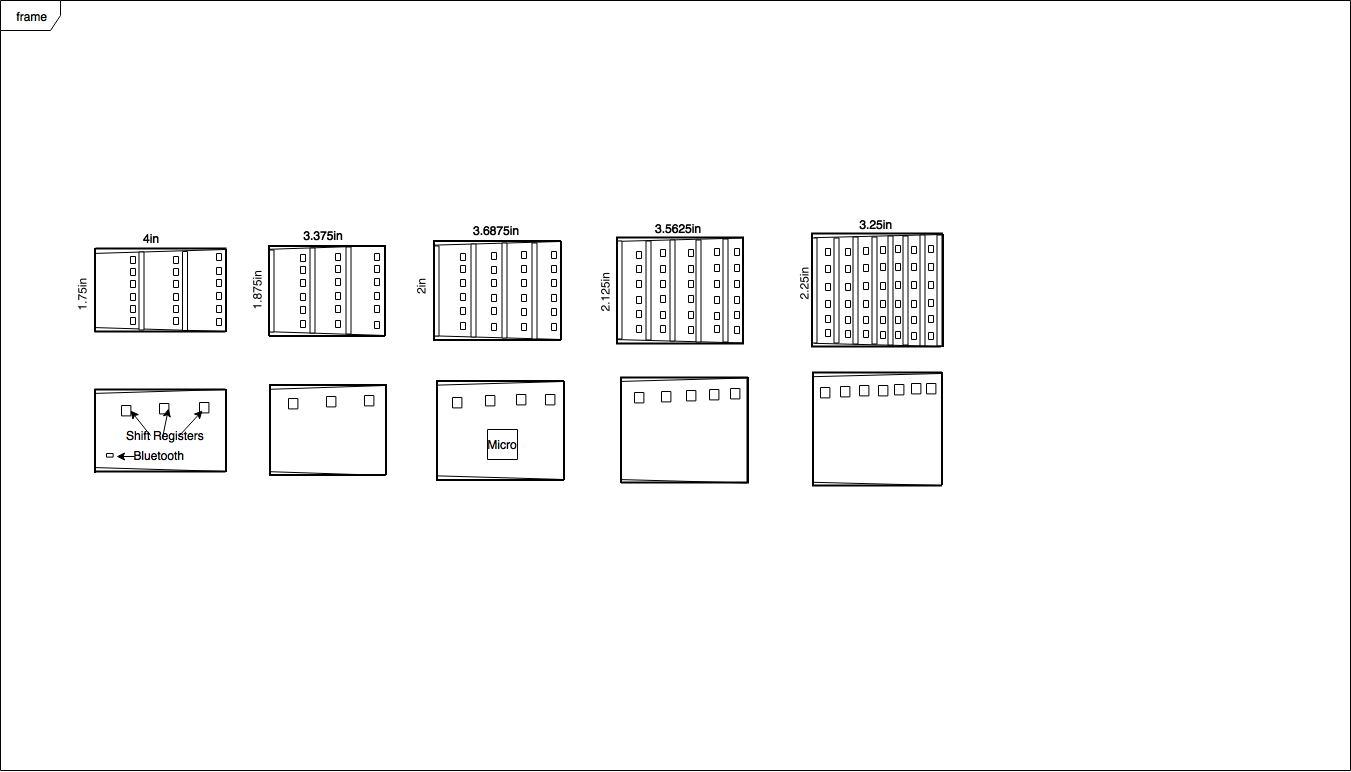 frame
4in
3.375in
3.6875in
3.5625in
3.25in
1.75in
1.875in
2in
2.125in
2.25in
Shift Registers
Bluetooth
Micro